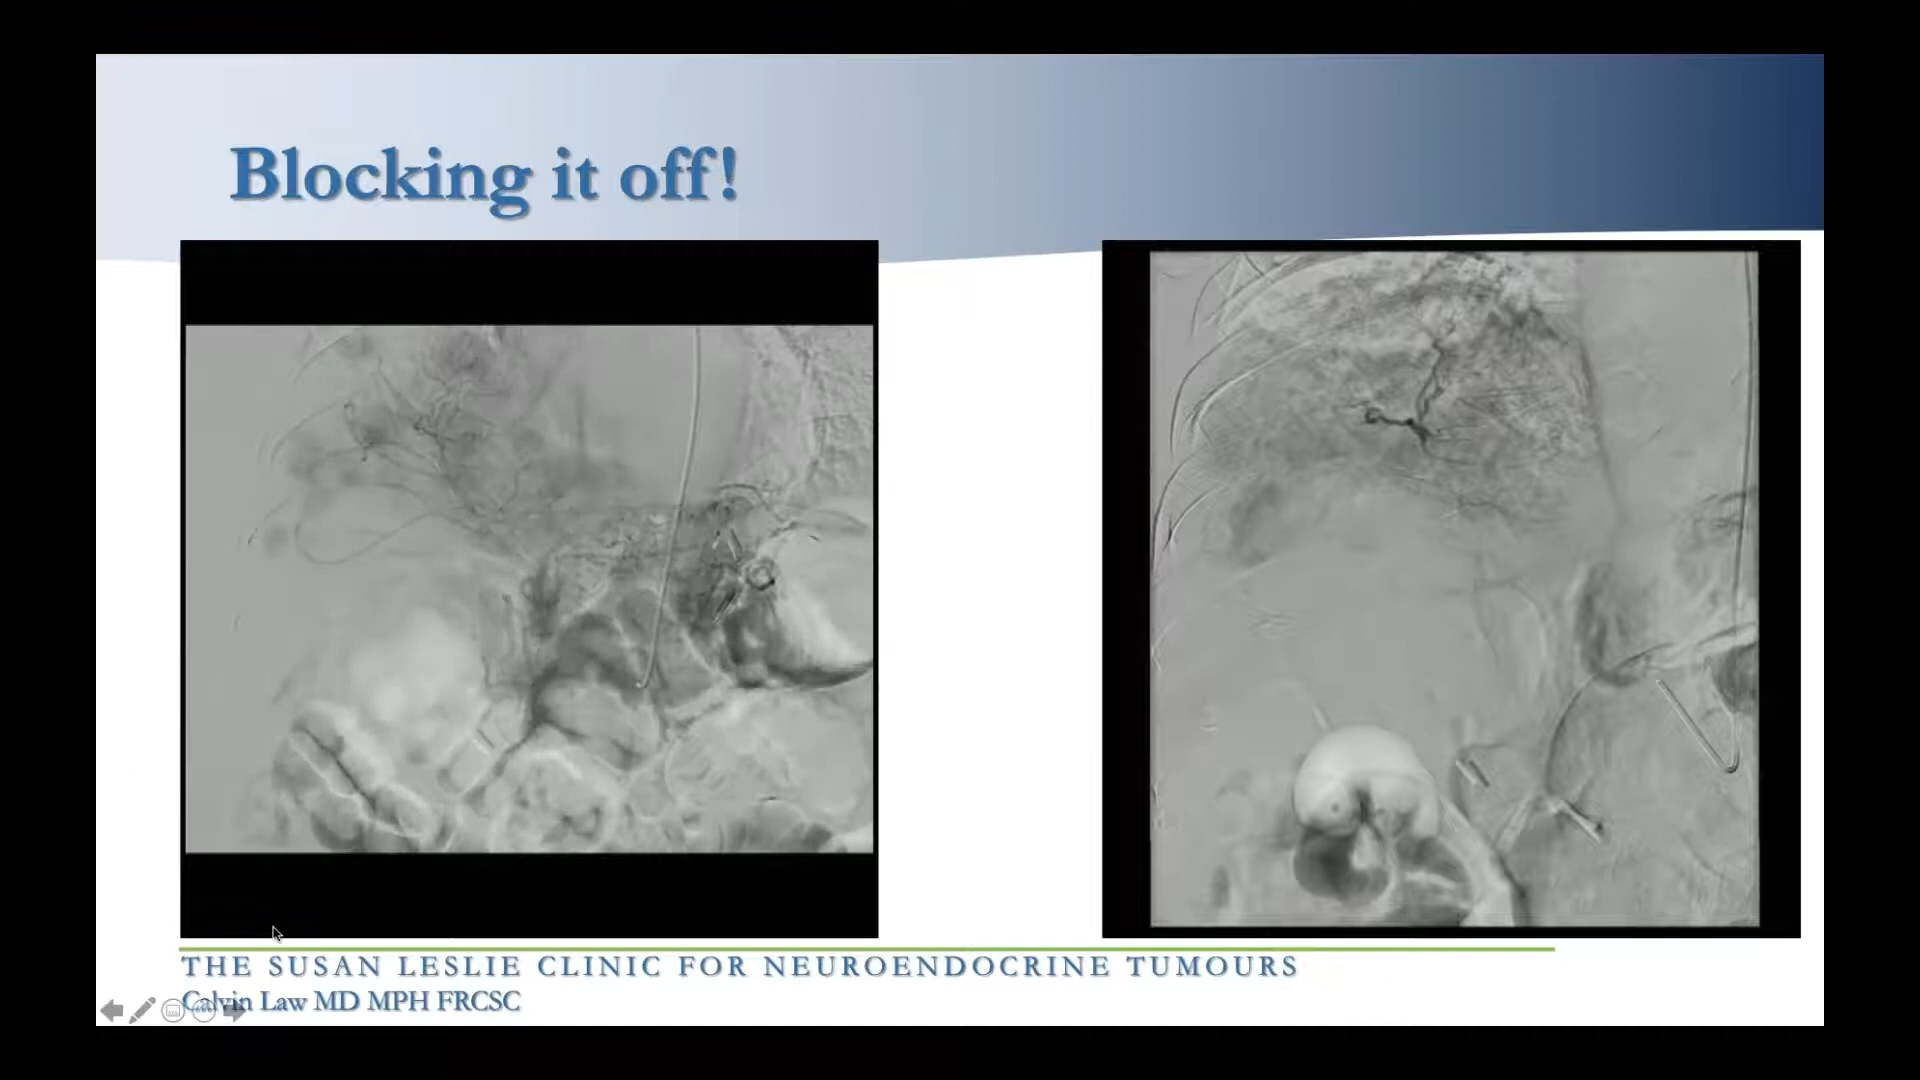 Blocking it off!
THE SUSAN LESLIE CLINIC FOR NEUROENDOCRINE TUMOURS
Calvin Law MD MPH FRCSC